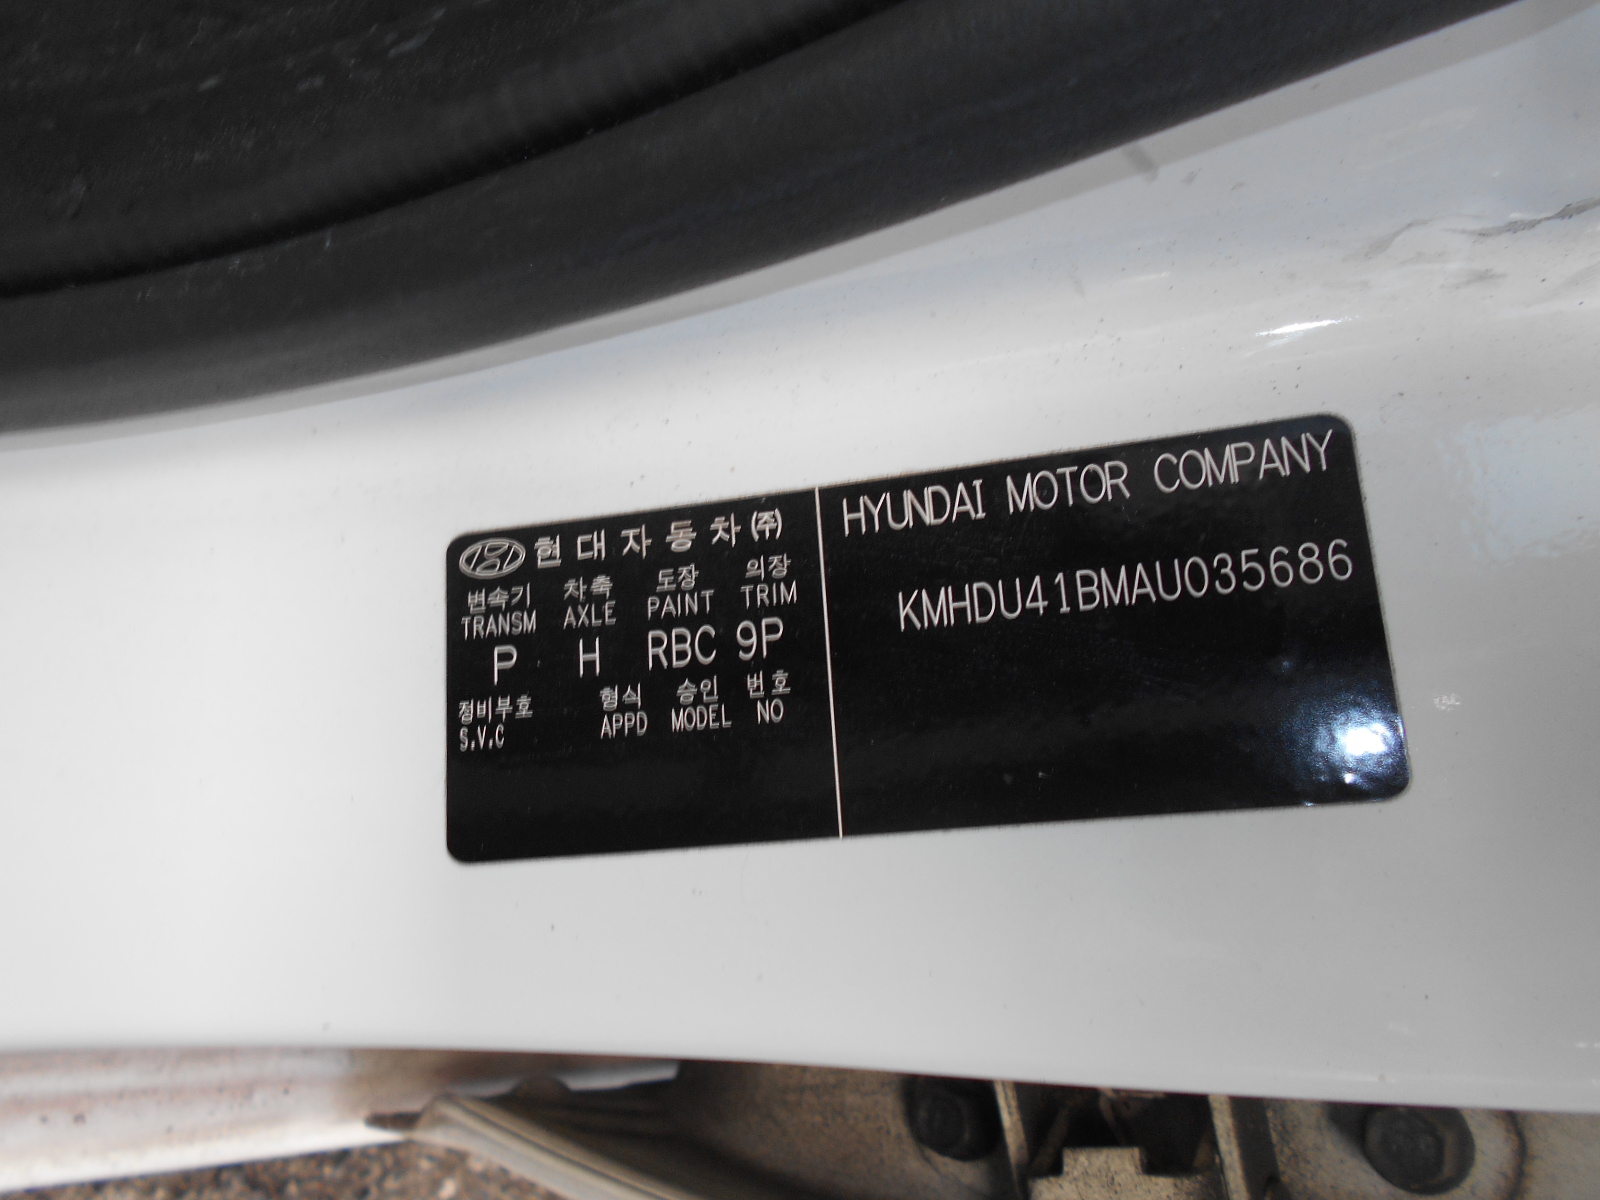 현대자동차㈜
변속기 차축 도장 의장
TRANSM AXLE PAINT TRIM
P H RBC 9P
정비부호 형식 승인 번호
S.V.C APPD MODEL NO
HYUNDAI MOTOR COMPANY
KMHDU41BMAU035686